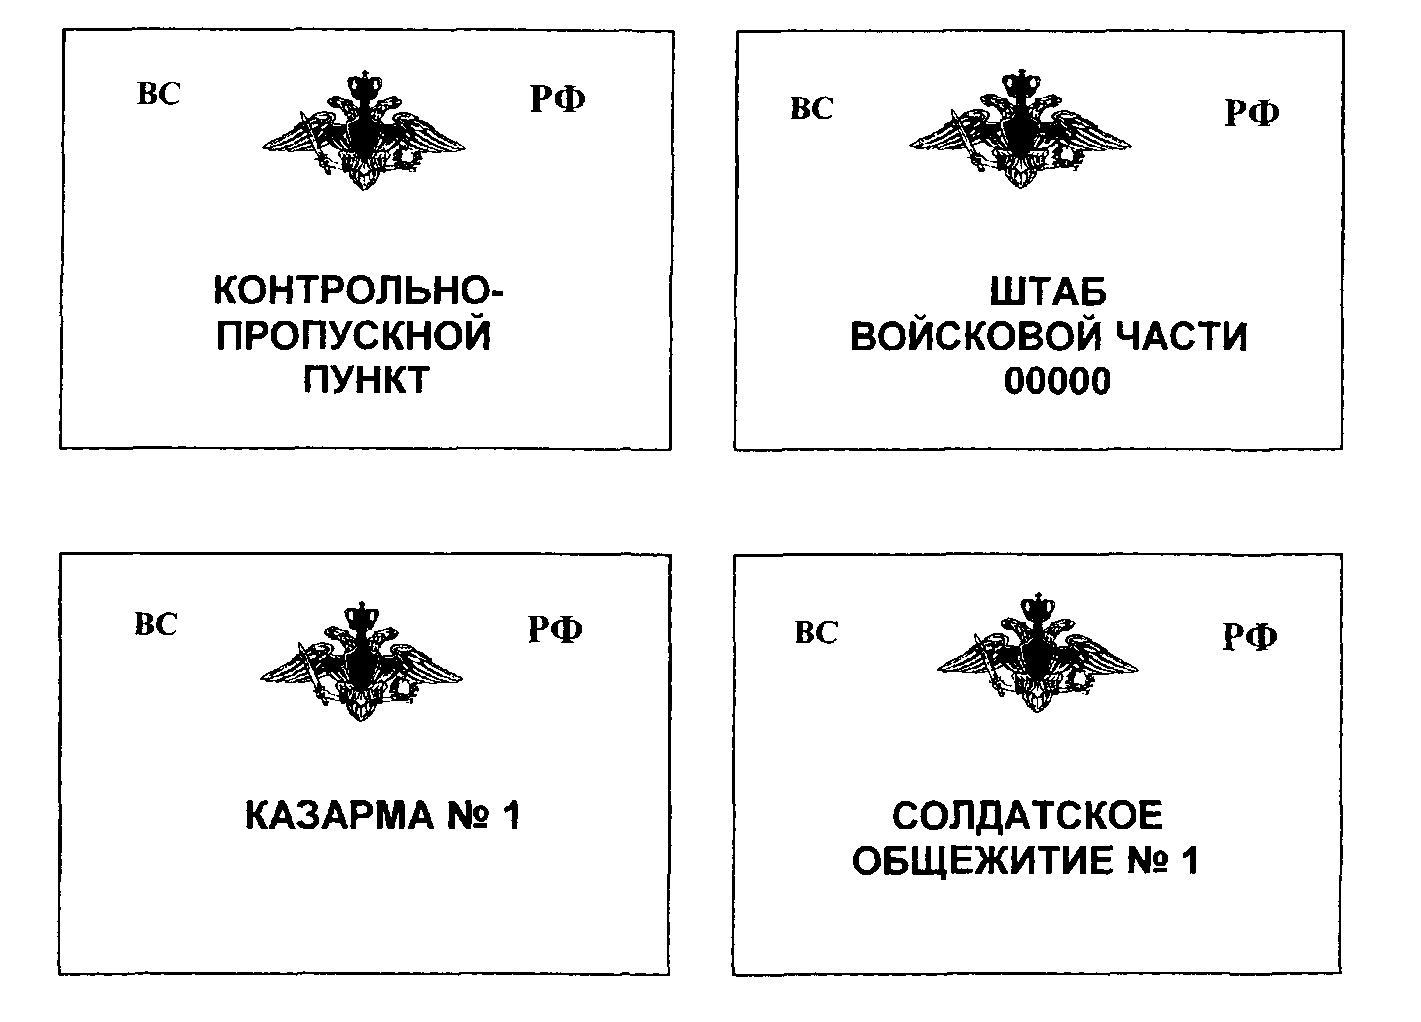 ВС РФ
КОНТРОЛЬНО-
ПРОПУСКНОЙ
ПУНКТ
ВС РФ
ШТАБ
ВОЙСКОВОЙ ЧАСТИ
00000
ВС РФ
КАЗАРМА № 1
ВС РФ
СОЛДАТСКОЕ
ОБЩЕЖИТИЕ № 1